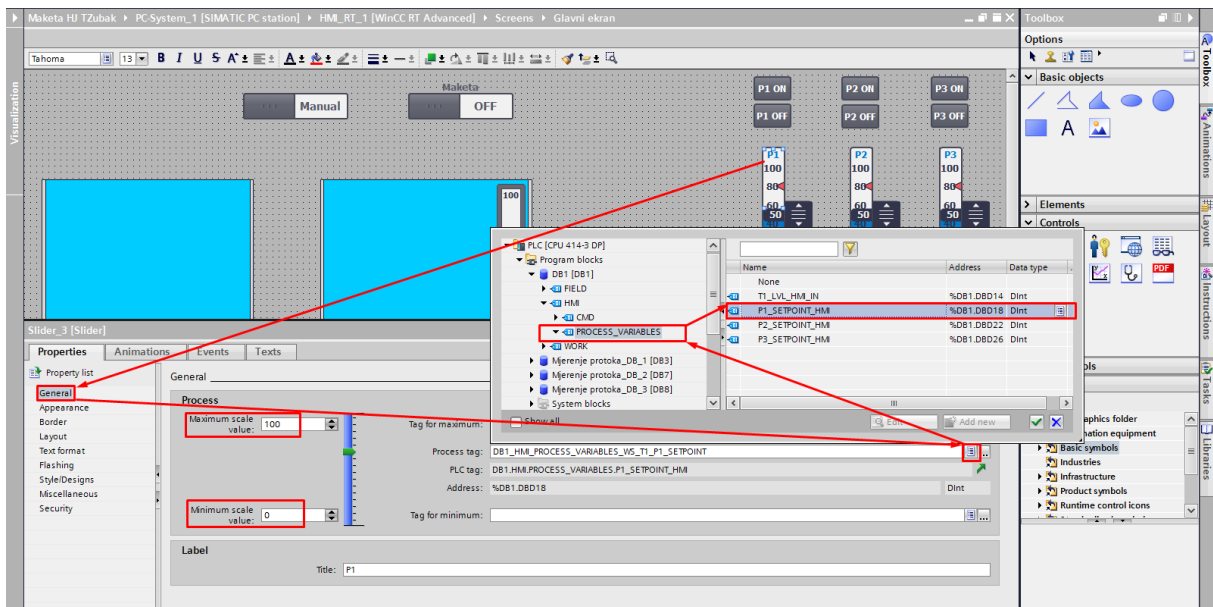 Maketa HJ TZubak ▸ PC-System_1 [SIMATIC PC station] ▸ HMI_RT_1 [WinCC RT Advanced] ▸ Screens ▸ Glavni ekran
Toolbox
Options
Tahoma 13 B I U S A
Visualization
Maketa
Manual
OFF
P1 ON P2 ON P3 ON
P1 OFF P2 OFF P3 OFF
P1 P2 P3
100 100 100
80 80 80
60 60 60
50 50 50
40 40 40
100
Basic objects
A
Elements
Controls
PDF
Toolbox
Animations
Layout
Instructions
Tasks
Libraries
PLC [CPU 414-3 DP]
Program blocks
DB1 [DB1]
FIELD
HMI
CMD
PROCESS_VARIABLES
WORK
Mjerenje protoka_DB_1 [DB3]
Mjerenje protoka_DB_2 [DB7]
Mjerenje protoka_DB_3 [DB8]
System blocks
Name Address Data type
None
T1_LVL_HMI_IN %DB1.DBD14 DInt
P1_SETPOINT_HMI %DB1.DBD18 DInt
P2_SETPOINT_HMI %DB1.DBD22 DInt
P3_SETPOINT_HMI %DB1.DBD26 DInt
Show all
Add new
Slider_3 [Slider]
Properties Animations Events Texts
Property list
General
Appearance
Border
Layout
Text format
Flashing
Style/Designs
Miscellaneous
Security
General
Process
Maximum scale value: 100
Tag for maximum:
Process tag: DB1_HMI_PROCESS_VARIABLES_WS_T1_P1_SETPOINT
PLC tag: DB1.HMI.PROCESS_VARIABLES.P1_SETPOINT_HMI
Address: %DB1.DBD18 DInt
Minimum scale value: 0
Tag for minimum:
Label
Title: P1
aphics folder
equipment
Basic symbols
Industries
Infrastructure
Product symbols
Runtime control icons